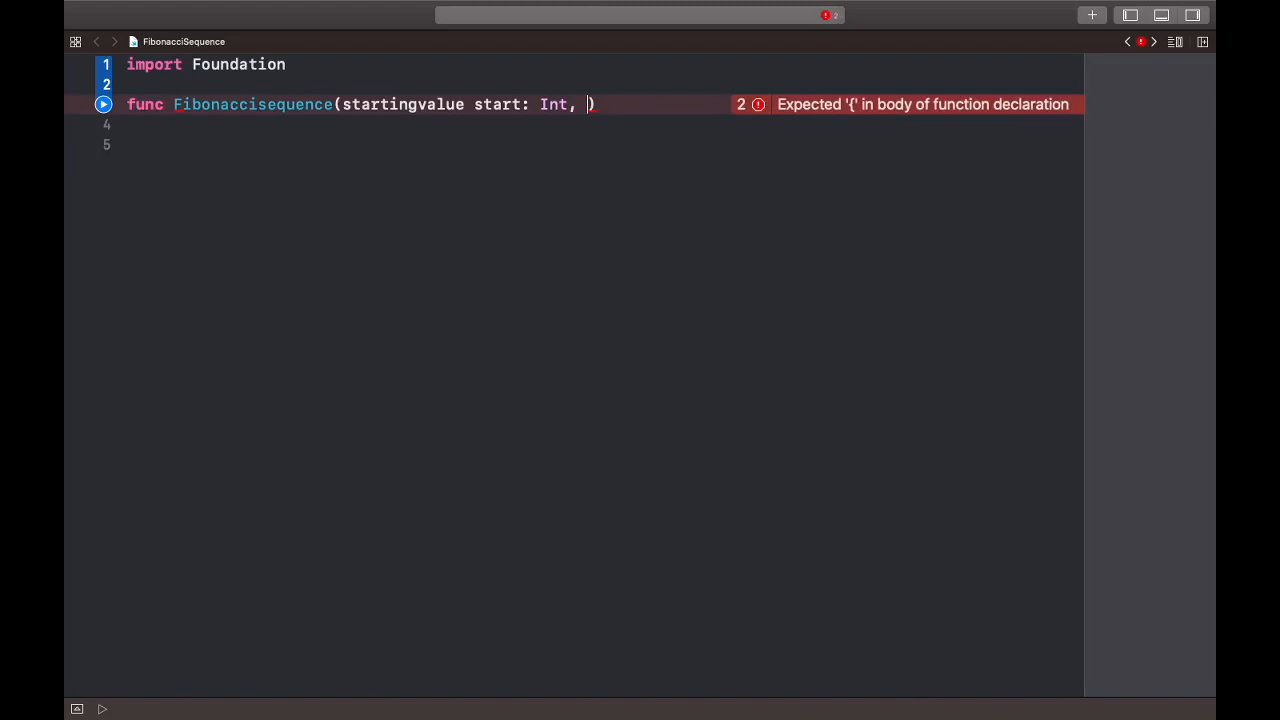 2
FibonacciSequence
1 import Foundation
2
func Fibonaccisequence(startingvalue start: Int, ) 2 Expected '{' in body of function declaration
4
5